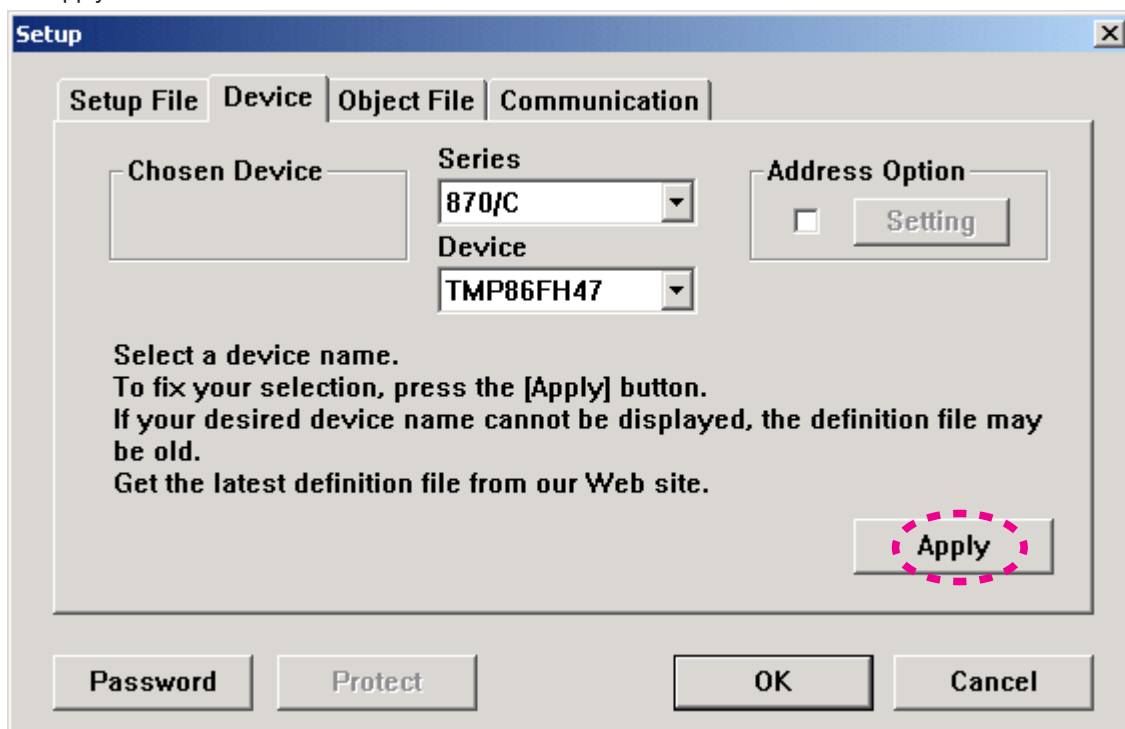 Apply
Setup
Setup File Device Object File Communication
Chosen Device
Series
870/C
Device
TMP86FH47
Address Option
Setting
Select a device name.
To fix your selection, press the [Apply] button.
If your desired device name cannot be displayed, the definition file may
be old.
Get the latest definition file from our Web site.
Apply
Password Protect OK Cancel